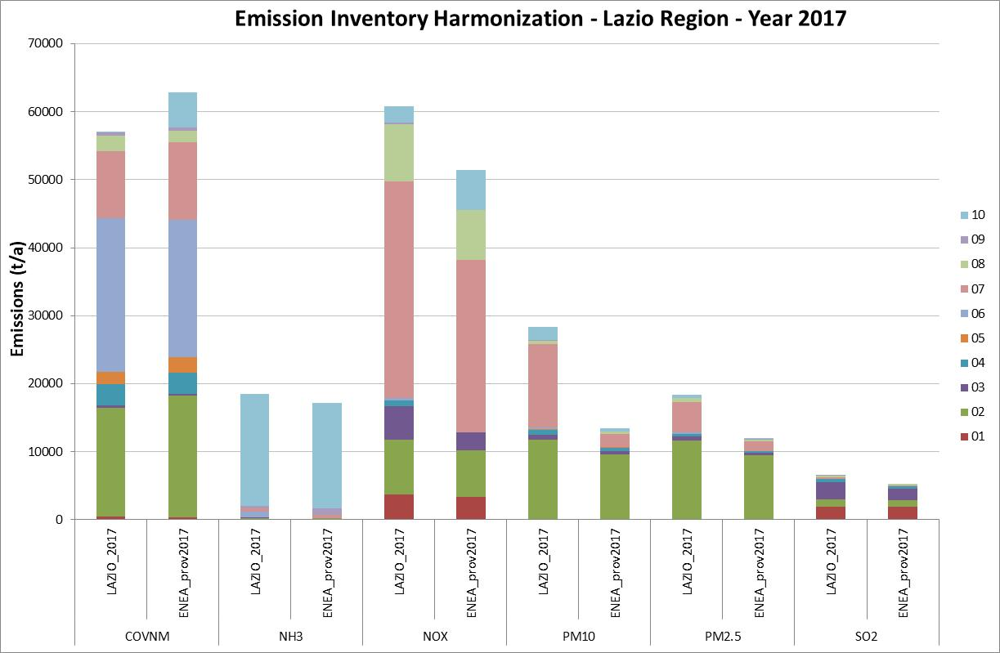 Emission Inventory Harmonization - Lazio Region - Year 2017
70000
60000
50000
40000
30000
20000
10000
0
Emissions (t/a)
LAZIO_2017
ENEA_prov2017
LAZIO_2017
ENEA_prov2017
LAZIO_2017
ENEA_prov2017
LAZIO_2017
ENEA_prov2017
LAZIO_2017
ENEA_prov2017
LAZIO_2017
ENEA_prov2017
COVNM
NH3
NOX
PM10
PM2.5
SO2
10
09
08
07
06
05
04
03
02
01